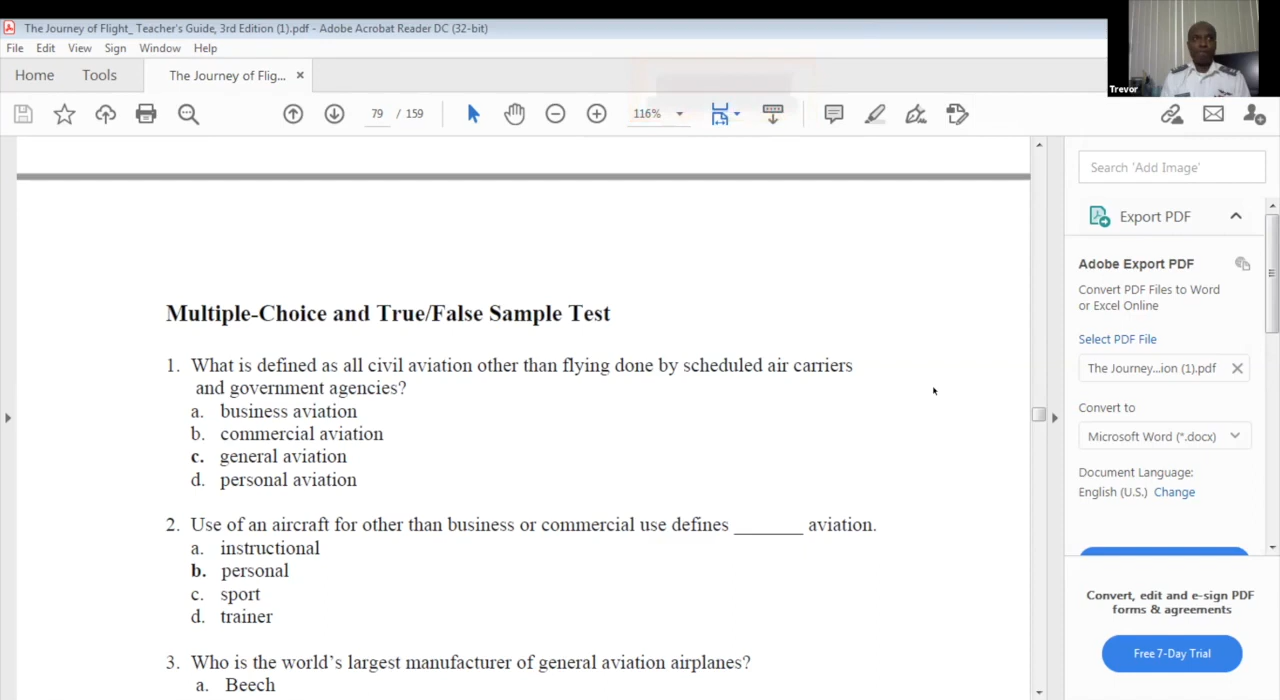 The Journey of Flight_ Teacher's Guide, 3rd Edition (1).pdf - Adobe Acrobat Reader DC (32-bit)
File Edit View Sign Window Help
Home Tools The Journey of Flig... ×
79 / 159 116%
Trevor
Search 'Add Image'
Export PDF
Adobe Export PDF
Convert PDF Files to Word
or Excel Online
Select PDF File
The Journey...ion (1).pdf
Convert to
Microsoft Word (*.docx)
Document Language:
English (U.S.) Change
Convert, edit and e-sign PDF
forms & agreements
Free 7-Day Trial
Multiple-Choice and True/False Sample Test
1. What is defined as all civil aviation other than flying done by scheduled air carriers
and government agencies?
a. business aviation
b. commercial aviation
c. general aviation
d. personal aviation
2. Use of an aircraft for other than business or commercial use defines _______ aviation.
a. instructional
b. personal
c. sport
d. trainer
3. Who is the world's largest manufacturer of general aviation airplanes?
a. Beech